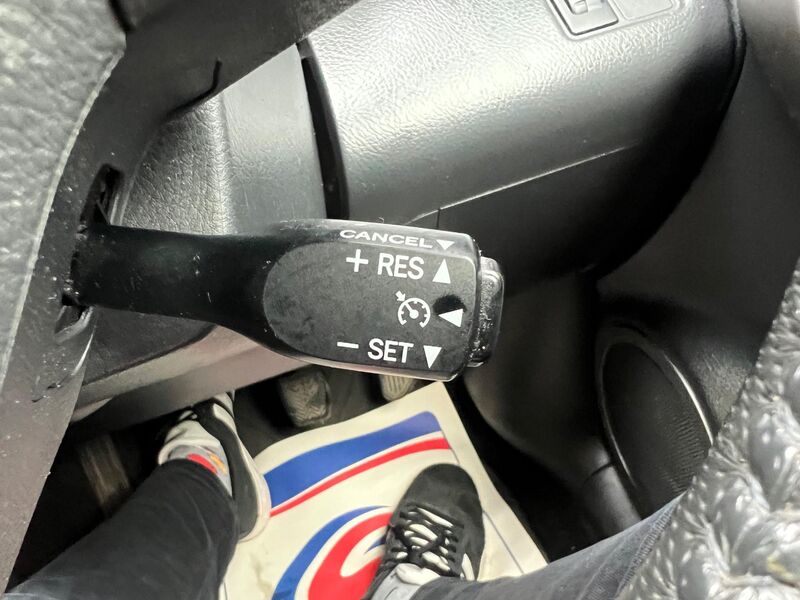 CANCEL
+ RES
- SET